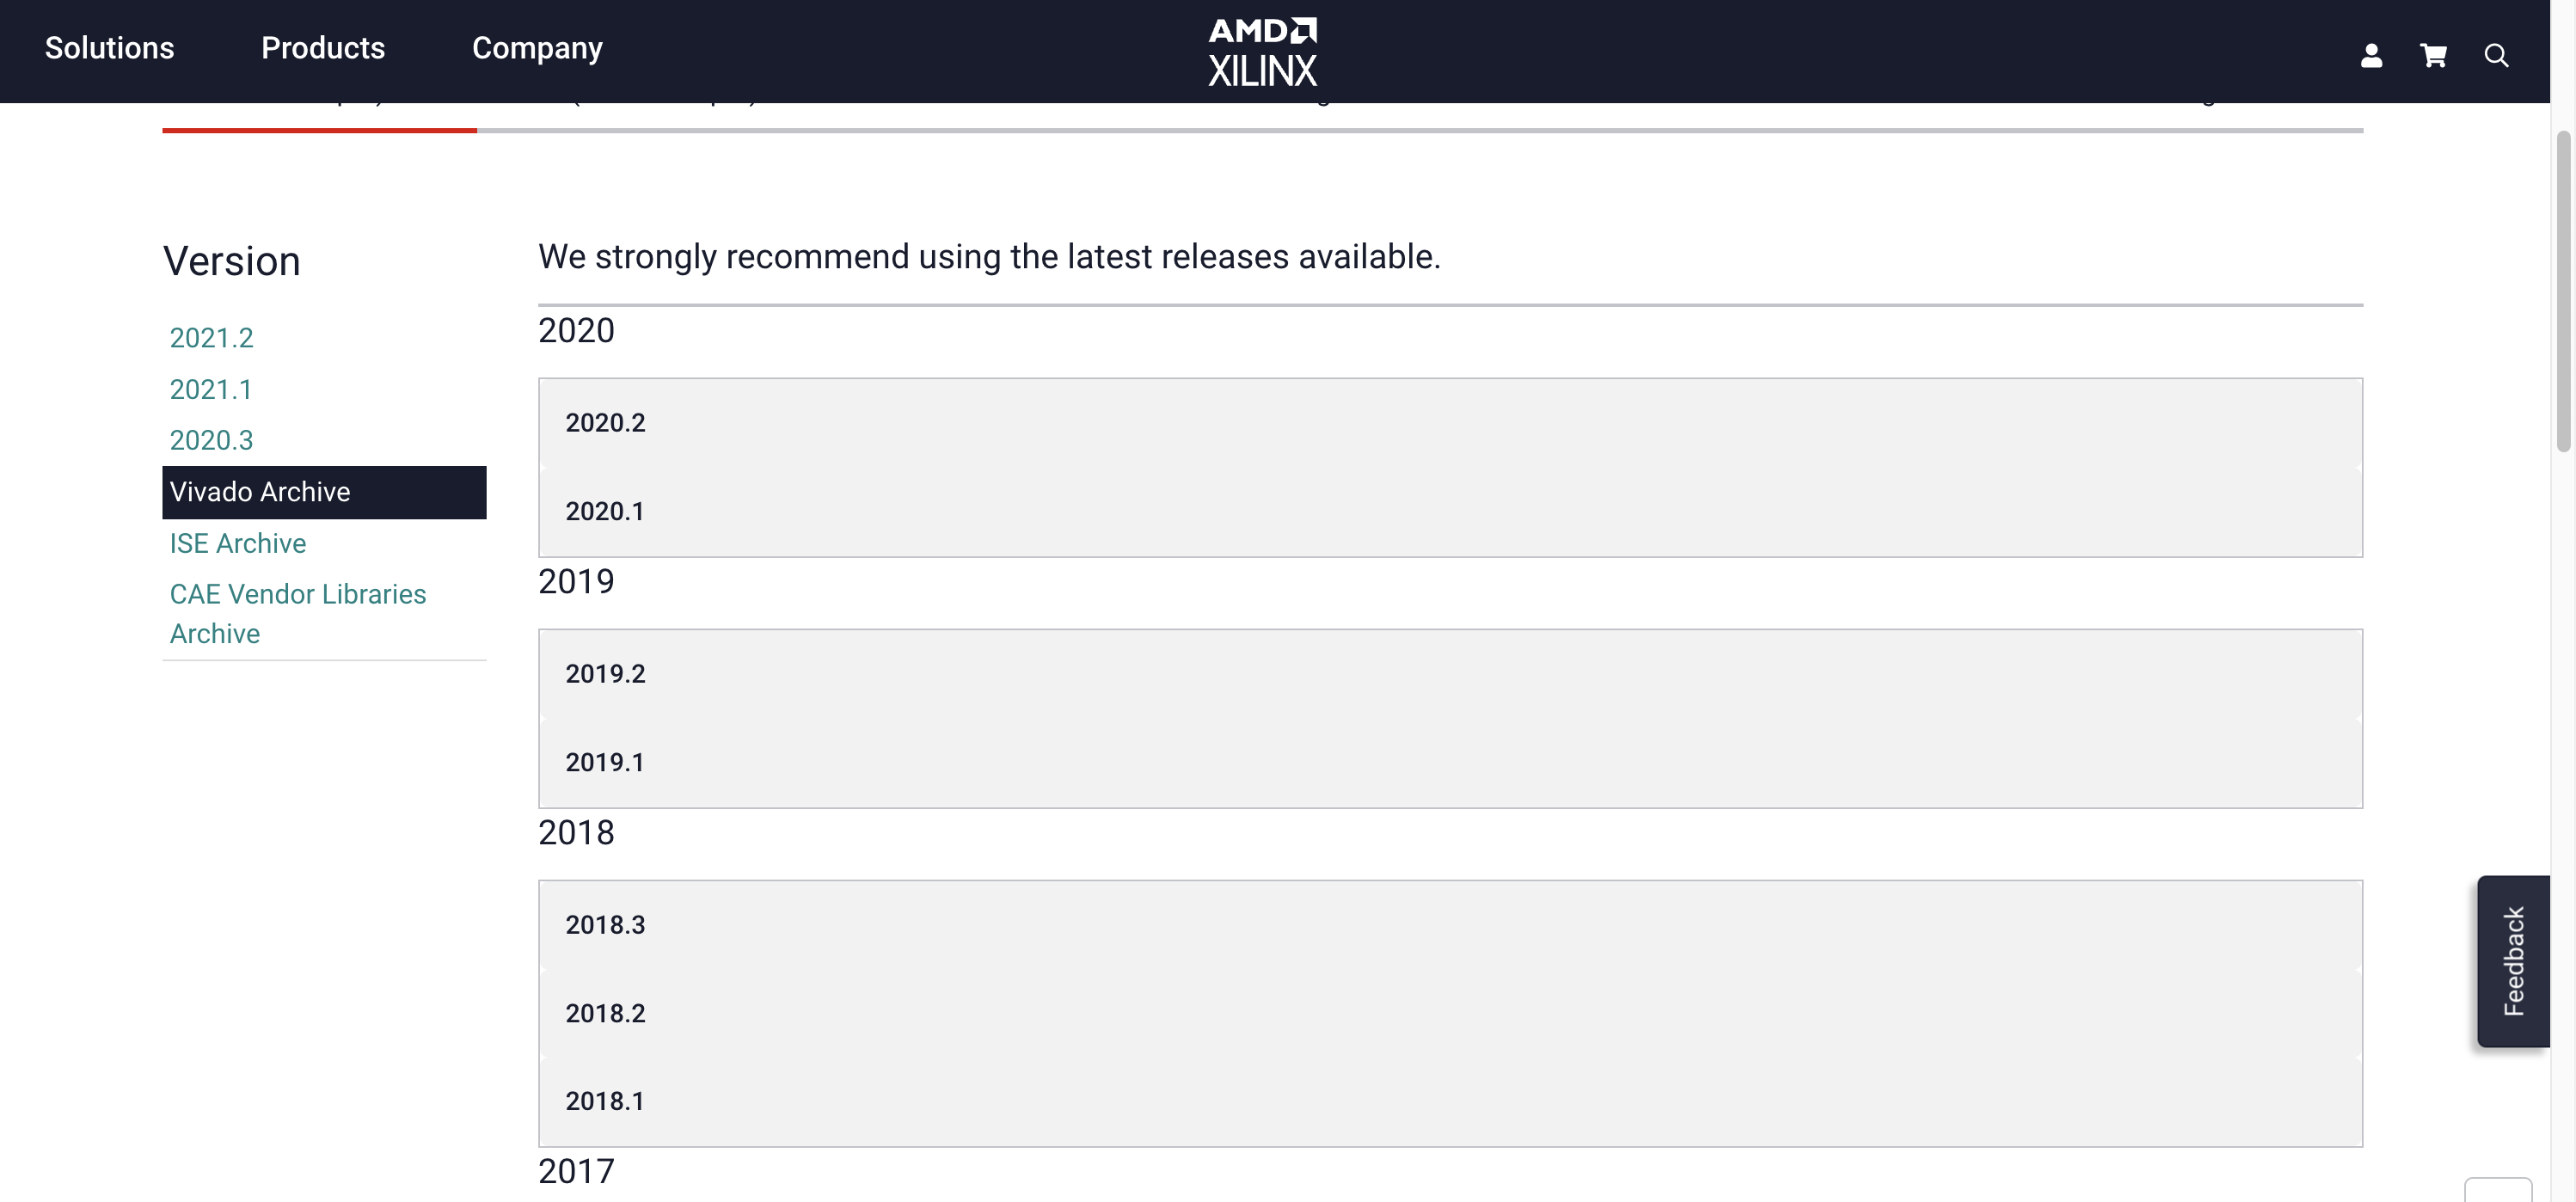 Solutions
Products
Company
AMD
XILINX
Version
2021.2
2021.1
2020.3
Vivado Archive
ISE Archive
CAE Vendor Libraries
Archive
We strongly recommend using the latest releases available.
2020
2020.2
2020.1
2019
2019.2
2019.1
2018
2018.3
2018.2
2018.1
2017
Feedback